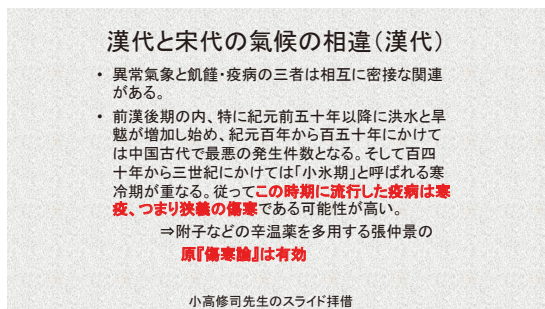 漢代と宋代の氣候の相違（漢代）
• 異常氣象と飢饉・疫病の三者は相互に密接な関連
がある。
• 前漢後期の内、特に紀元前五十年以降に洪水と旱
魃が増加し始め、紀元百年から百五十年にかけて
は中国古代で最悪の発生件数となる。そして百四
十年から三世紀にかけては「小氷期」と呼ばれる寒
冷期が重なる。従ってこの時期に流行した疫病は寒
疫、つまり狭義の傷寒である可能性が高い。
⇒附子などの辛温薬を多用する張仲景の
原『傷寒論』は有効
小高修司先生のスライド拝借